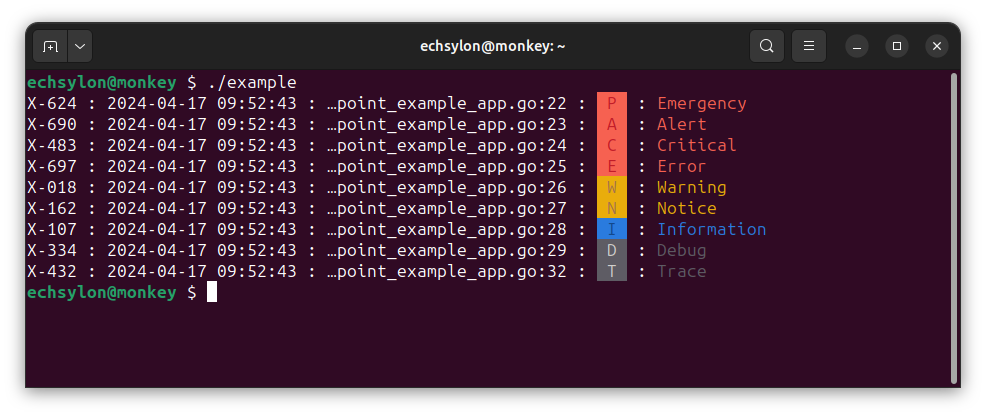 echsylon@monkey: ~
echsylon@monkey $ ./example
X-624 : 2024-04-17 09:52:43 : …point_example_app.go:22 : P : Emergency
X-690 : 2024-04-17 09:52:43 : …point_example_app.go:23 : A : Alert
X-483 : 2024-04-17 09:52:43 : …point_example_app.go:24 : C : Critical
X-697 : 2024-04-17 09:52:43 : …point_example_app.go:25 : E : Error
X-018 : 2024-04-17 09:52:43 : …point_example_app.go:26 : W : Warning
X-162 : 2024-04-17 09:52:43 : …point_example_app.go:27 : N : Notice
X-107 : 2024-04-17 09:52:43 : …point_example_app.go:28 : I : Information
X-334 : 2024-04-17 09:52:43 : …point_example_app.go:29 : D : Debug
X-432 : 2024-04-17 09:52:43 : …point_example_app.go:32 : T : Trace
echsylon@monkey $